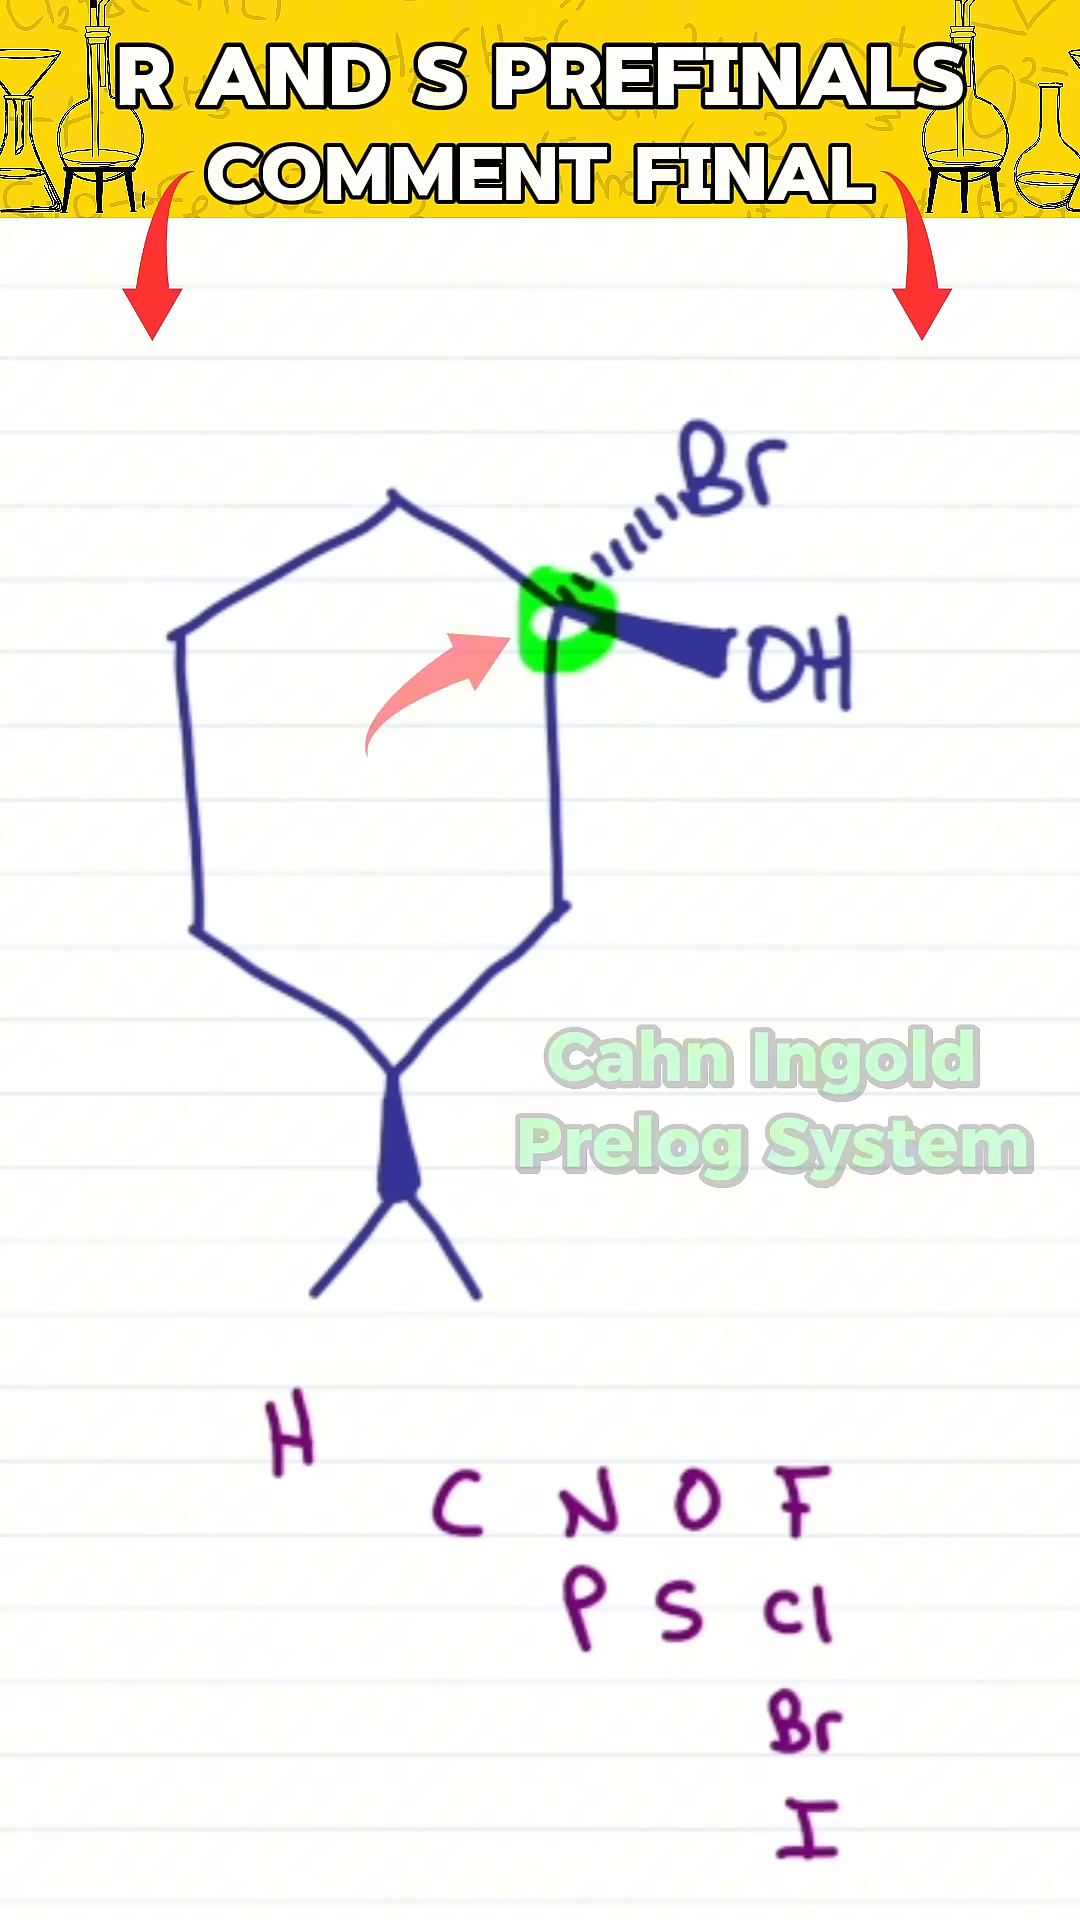 R AND S PREFINALS
COMMENT FINAL
Br
OH
Cahn Ingold
Prelog System
H
C N O F
P S Cl
Br
I